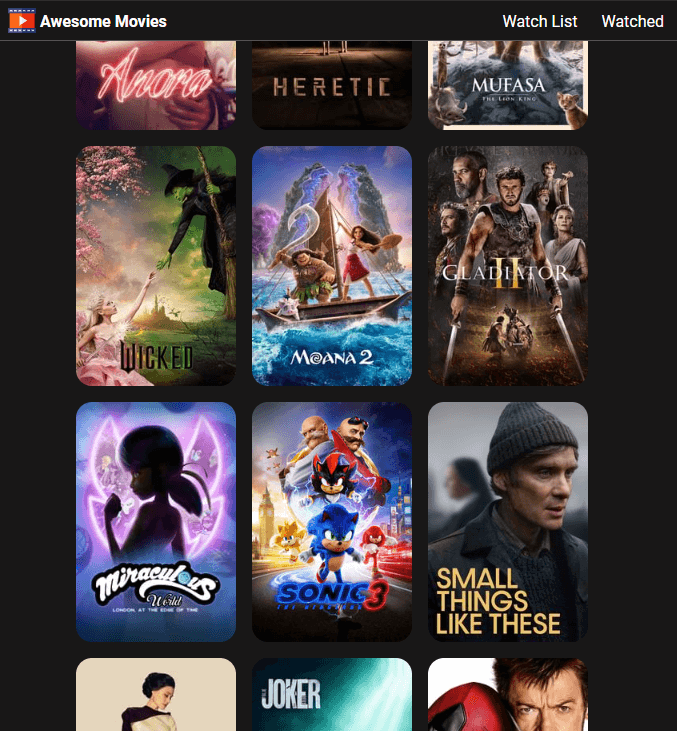 Awesome Movies
Watch List
Watched
Anora
HERETIC
MUFASA
THE LION KING
WICKED
MOANA 2
GLADIATOR
II
Miraculous
World
LONDON, AT THE EDGE OF TIME
SONIC 3
THE HEDGEHOG
SMALL
THINGS
LIKE THESE
JOKER